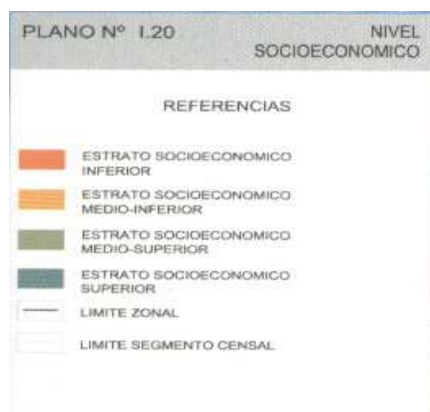 PLANO Nº I.20
NIVEL
SOCIOECONOMICO
REFERENCIAS
ESTRATO SOCIOECONOMICO
INFERIOR
ESTRATO SOCIOECONOMICO
MEDIO-INFERIOR
ESTRATO SOCIOECONOMICO
MEDIO-SUPERIOR
ESTRATO SOCIOECONOMICO
SUPERIOR
LIMITE ZONAL
LIMITE SEGMENTO CENSAL